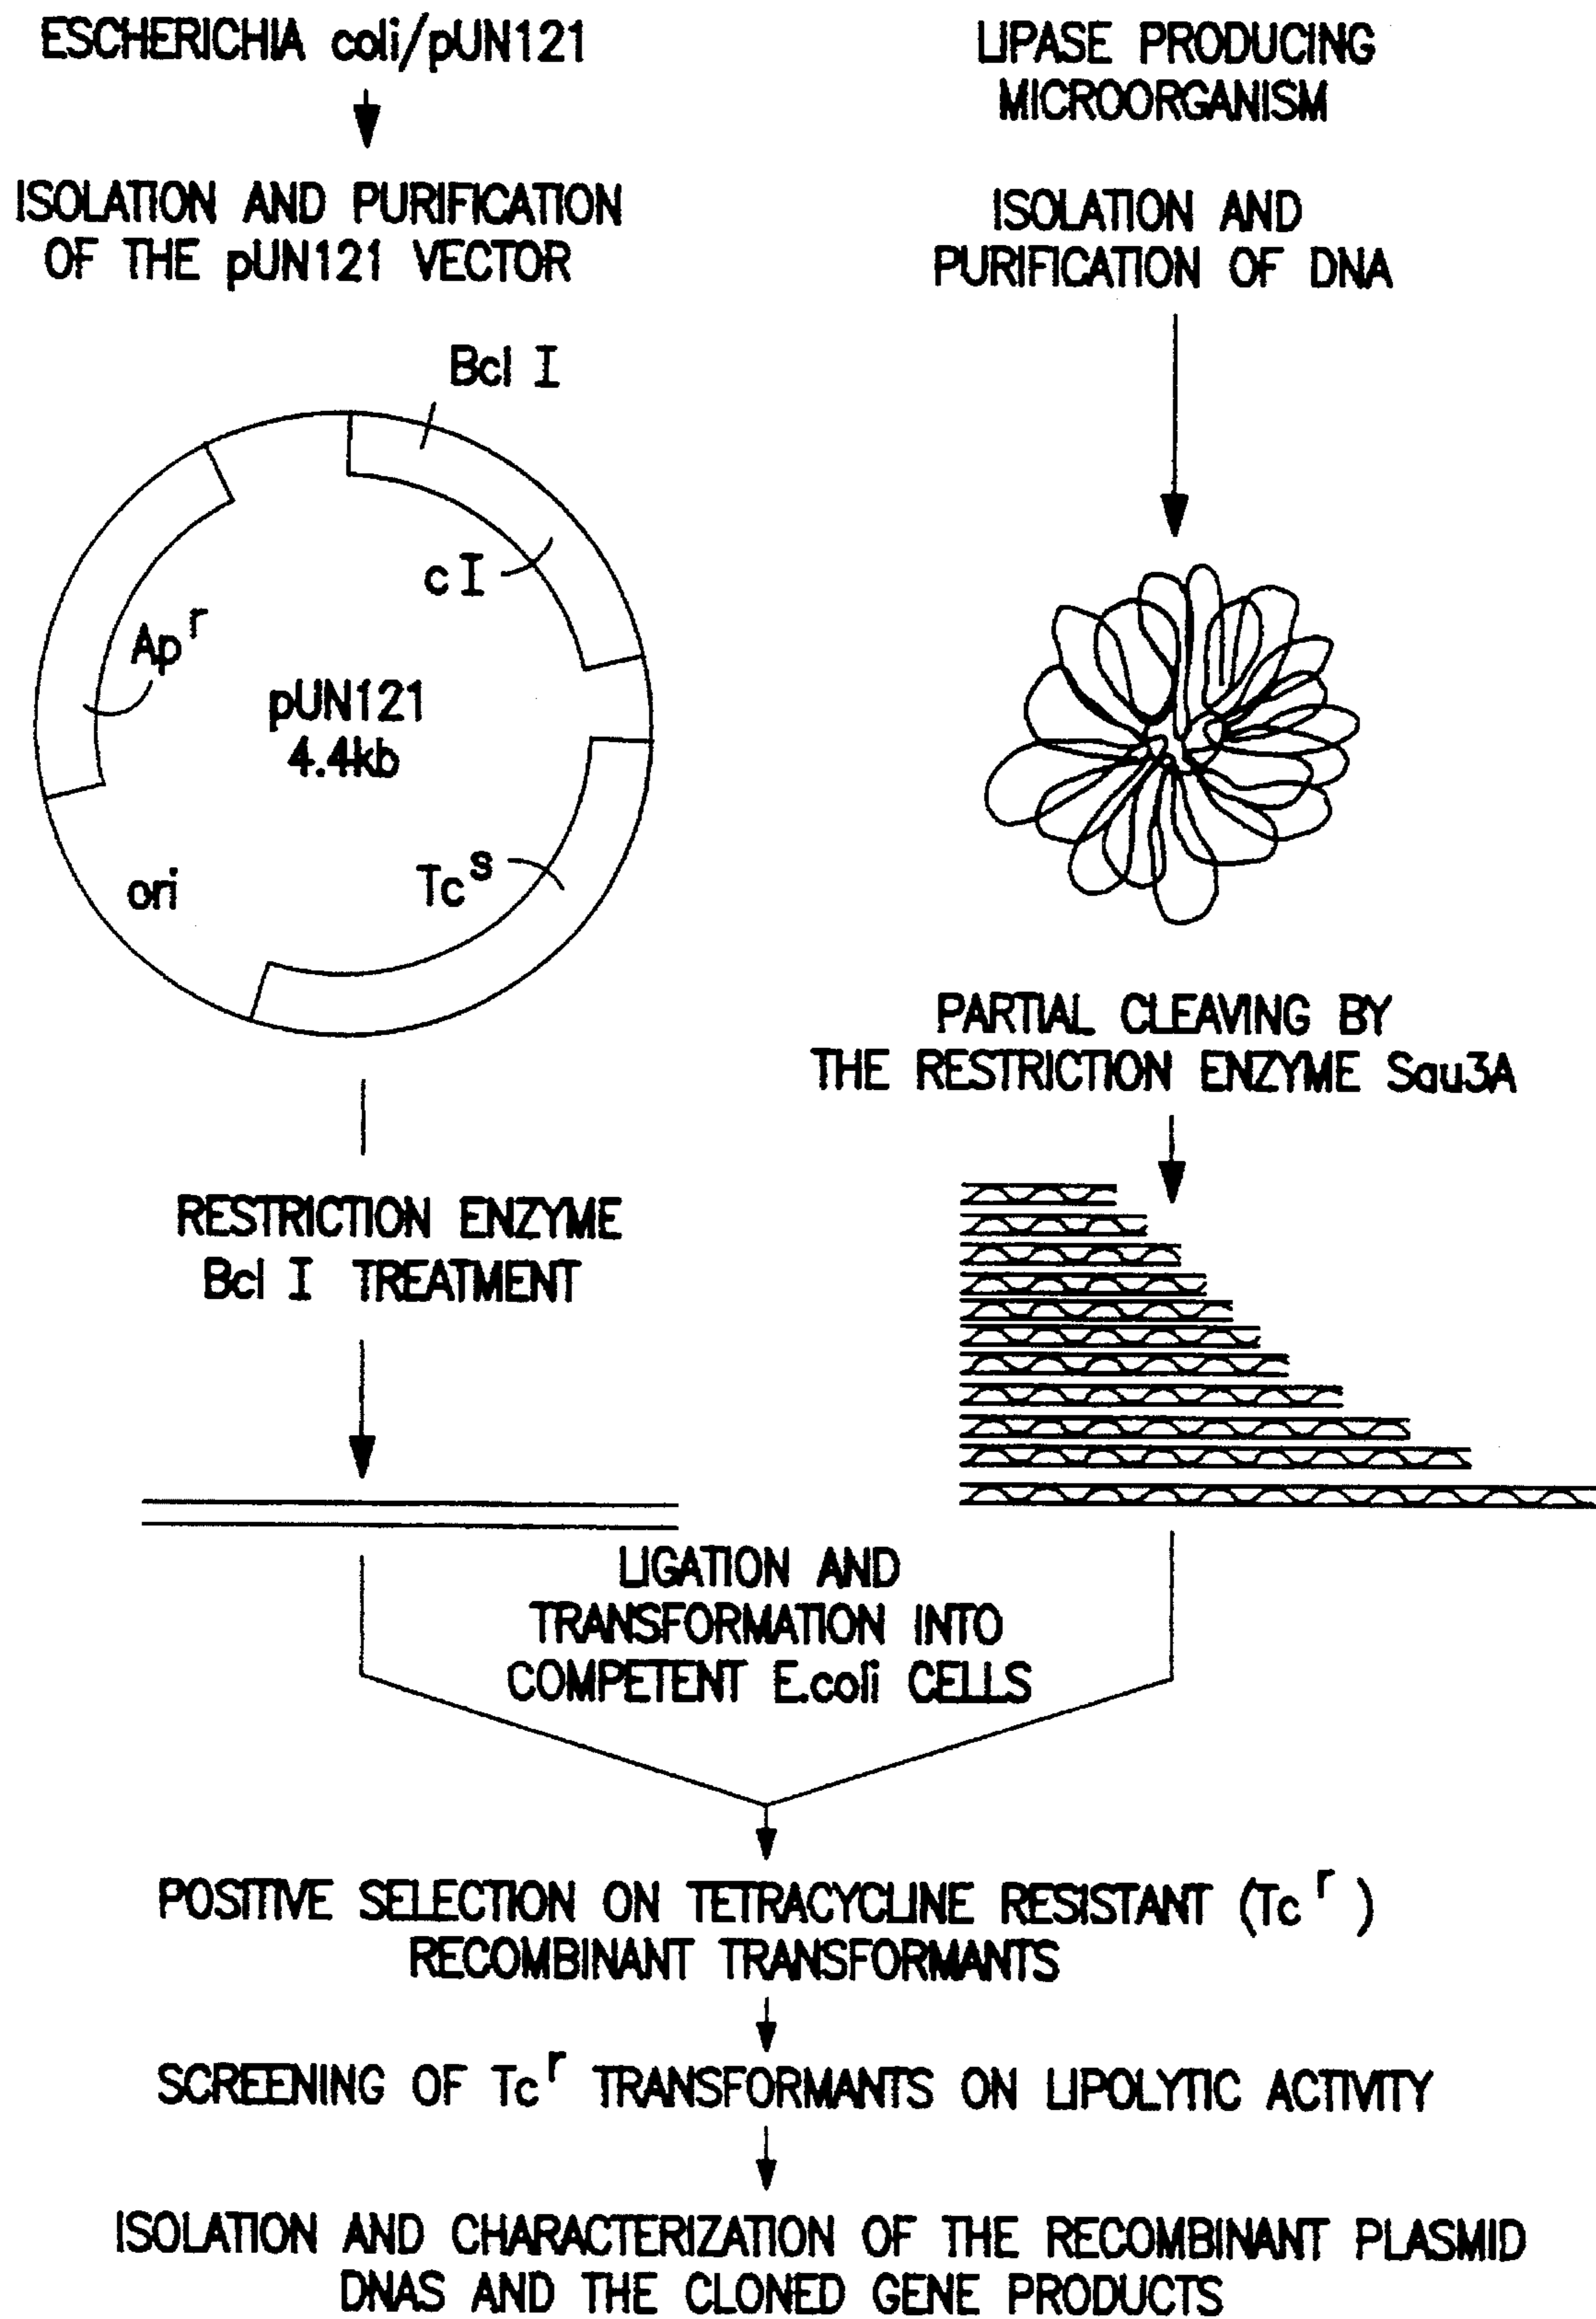 ESCHERICHIA coli/pUN121
ISOLATION AND PURIFICATION
OF THE pUN121 VECTOR
Bcl I
cI
Ap^r
pUN121
4.4kb
Tc^s
ori
RESTRICTION ENZYME
Bcl I TREATMENT
LIPASE PRODUCING
MICROORGANISM
ISOLATION AND
PURIFICATION OF DNA
PARTIAL CLEAVING BY
THE RESTRICTION ENZYME Sau3A
LIGATION AND
TRANSFORMATION INTO
COMPETENT E.coli CELLS
POSITIVE SELECTION ON TETRACYCLINE RESISTANT (Tc^r)
RECOMBINANT TRANSFORMANTS
SCREENING OF Tc^r TRANSFORMANTS ON LIPOLYTIC ACTIVITY
ISOLATION AND CHARACTERIZATION OF THE RECOMBINANT PLASMID
DNAS AND THE CLONED GENE PRODUCTS